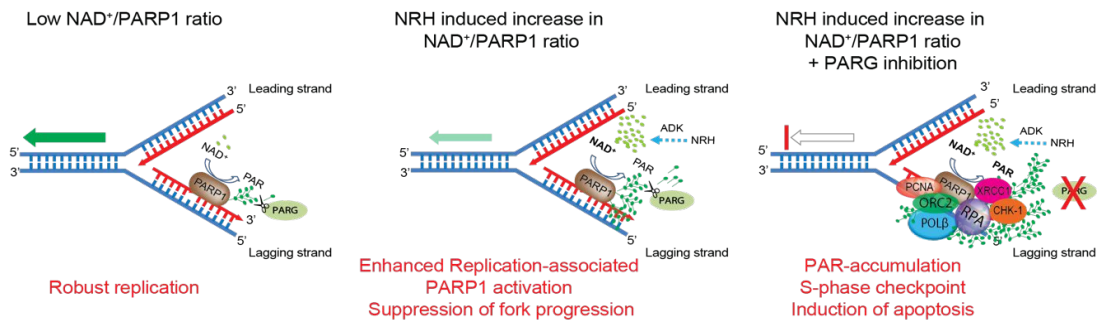 Low NAD⁺/PARP1 ratio
3’
Leading strand
5’
5’
3’
NAD⁺
PARP1
PAR
PARG
3’
5’
Lagging strand
Robust replication
NRH induced increase in
NAD⁺/PARP1 ratio
3’
Leading strand
5’
ADK
NRH
5’
3’
NAD⁺
PAR
PARP1
PARG
5’
Lagging strand
Enhanced Replication-associated
PARP1 activation
Suppression of fork progression
NRH induced increase in
NAD⁺/PARP1 ratio
+ PARG inhibition
3’
Leading strand
5’
ADK
NRH
5’
3’
NAD⁺
PAR
PCNA
PARP1
XRCC1
PARG
ORC2
RPA
CHK-1
POLβ
5’
Lagging strand
PAR-accumulation
S-phase checkpoint
Induction of apoptosis